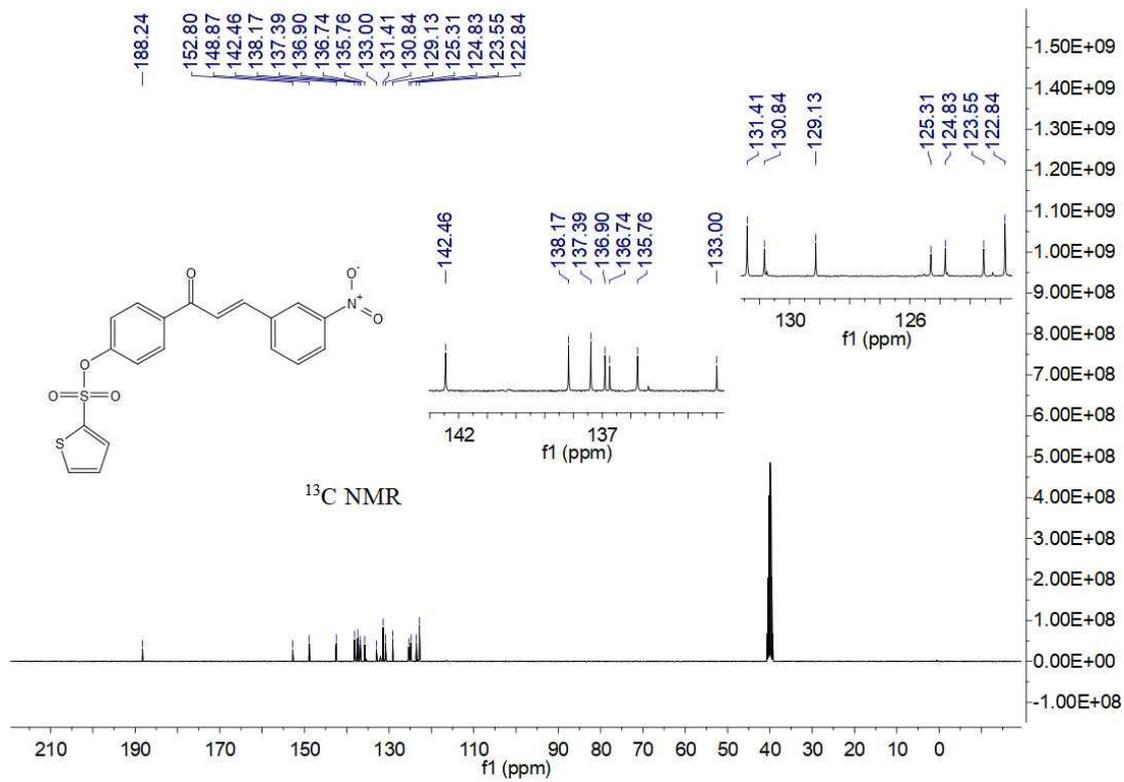 188.24
152.80
148.87
142.46
138.17
137.39
136.90
136.74
135.76
133.00
131.41
130.84
129.13
125.31
124.83
123.55
122.84
131.41
130.84
129.13
125.31
124.83
123.55
122.84
130 126
f1 (ppm)
142.46
138.17
137.39
136.90
136.74
135.76
133.00
142 137
f1 (ppm)
O
O-
N+
O
O
O S O
S
13C NMR
1.50E+09
1.40E+09
1.30E+09
1.20E+09
1.10E+09
1.00E+09
9.00E+08
8.00E+08
7.00E+08
6.00E+08
5.00E+08
4.00E+08
3.00E+08
2.00E+08
1.00E+08
0.00E+00
-1.00E+08
210 190 170 150 130 110 90 80 70 60 50 40 30 20 10 0
f1 (ppm)